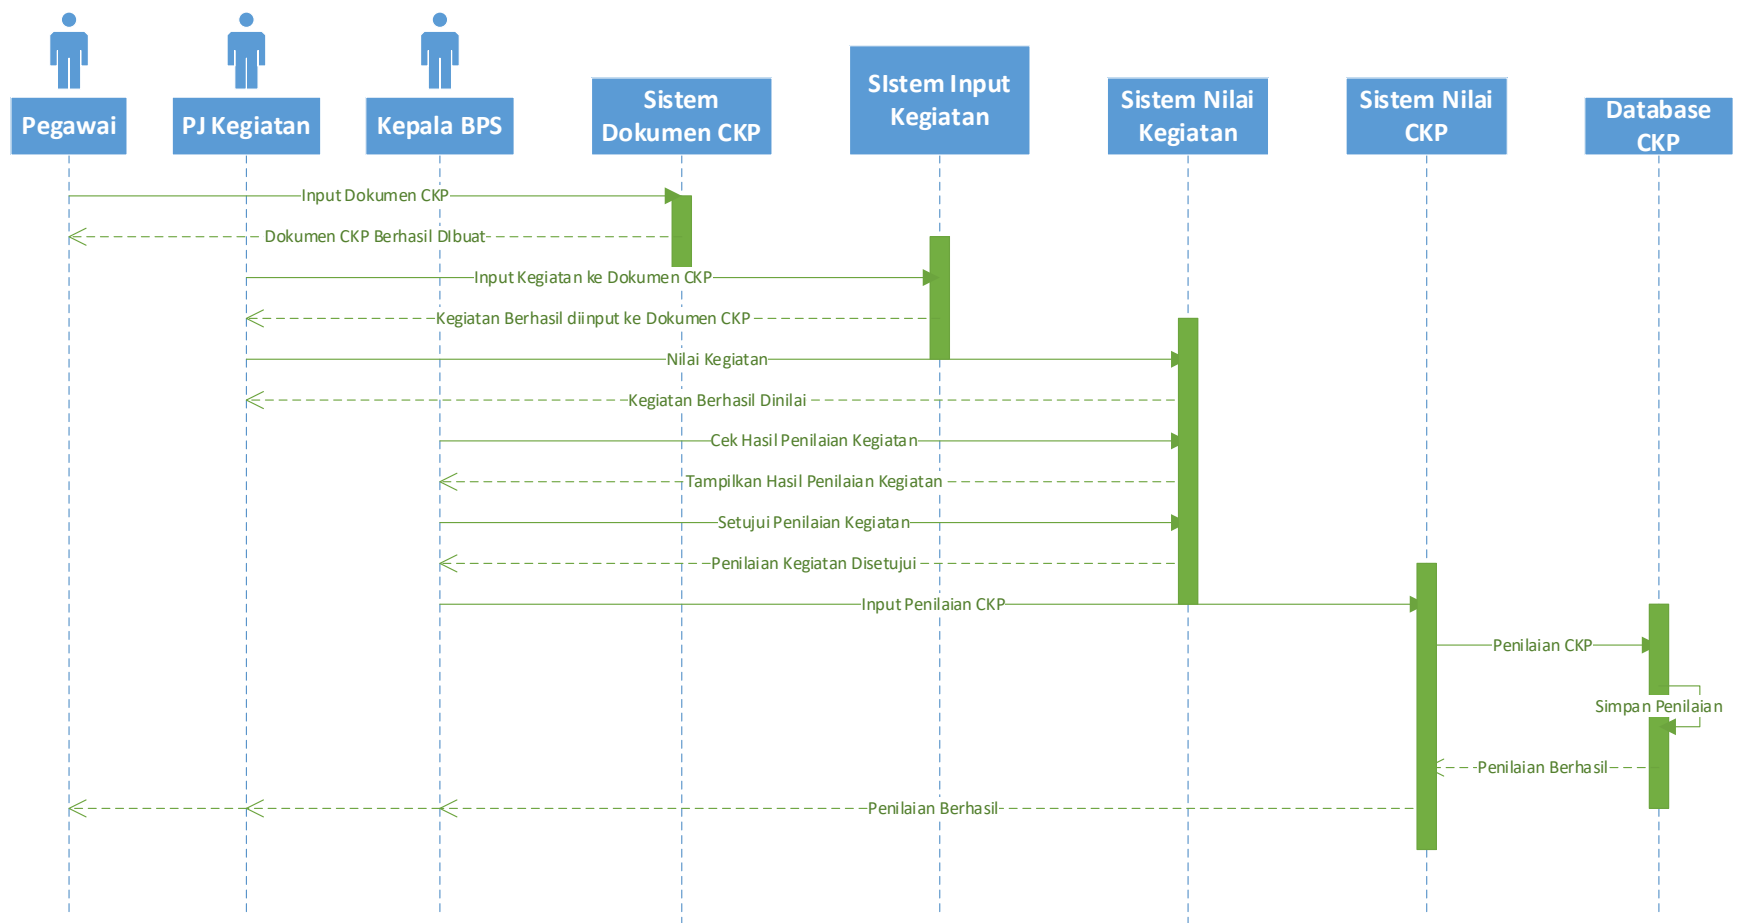 Pegawai
PJ Kegiatan
Kepala BPS
Sistem
Dokumen CKP
SIstem Input
Kegiatan
Sistem Nilai
Kegiatan
Sistem Nilai
CKP
Database
CKP
Input Dokumen CKP
Dokumen CKP Berhasil DIbuat
Input Kegiatan ke Dokumen CKP
Kegiatan Berhasil diinput ke Dokumen CKP
Nilai Kegiatan
Kegiatan Berhasil Dinilai
Cek Hasil Penilaian Kegiatan
Tampilkan Hasil Penilaian Kegiatan
Setujui Penilaian Kegiatan
Penilaian Kegiatan Disetujui
Input Penilaian CKP
Penilaian CKP
Simpan Penilaian
Penilaian Berhasil
Penilaian Berhasil